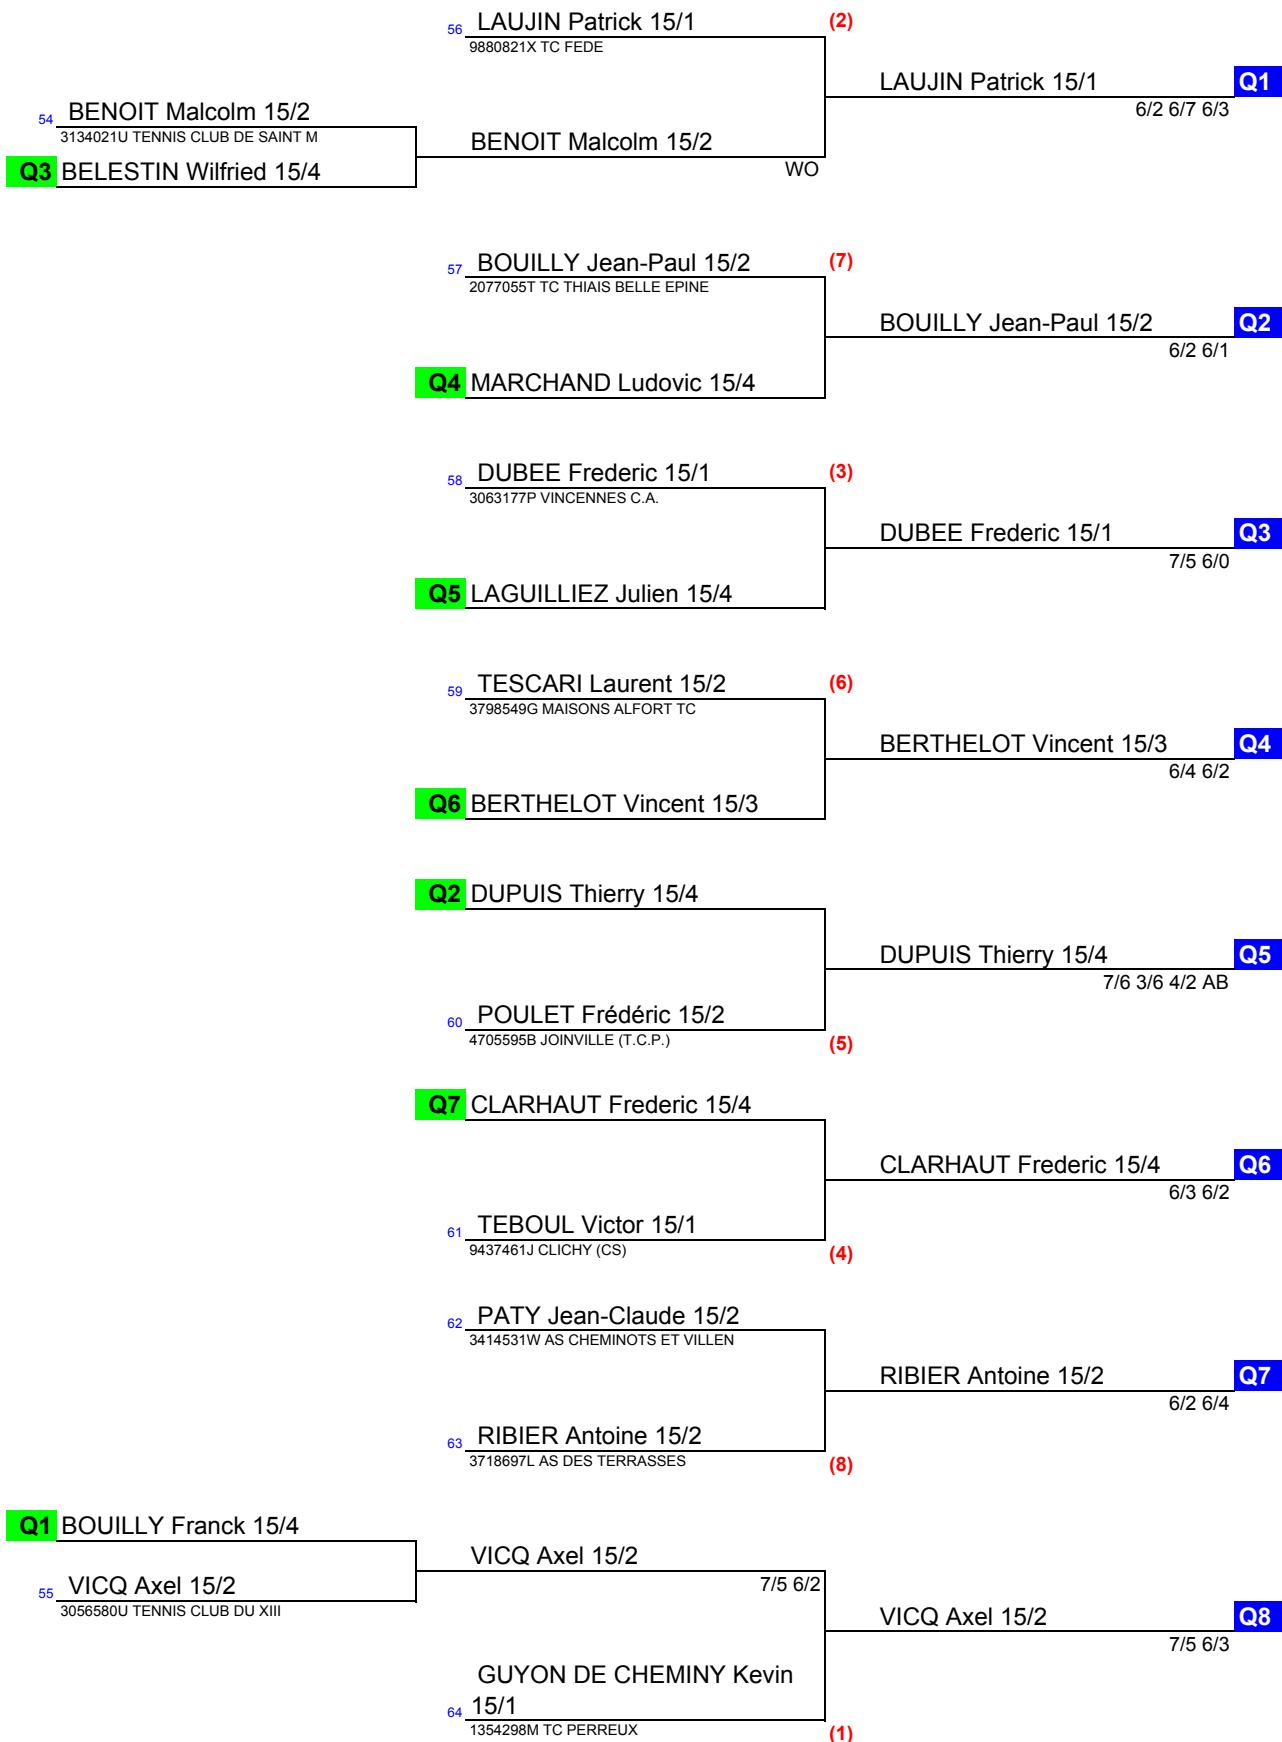 56 LAUJIN Patrick 15/1 (2)
9880821X TC FEDE
LAUJIN Patrick 15/1 Q1
6/2 6/7 6/3
54 BENOIT Malcolm 15/2
3134021U TENNIS CLUB DE SAINT M
BENOIT Malcolm 15/2
WO
Q3 BELESTIN Wilfried 15/4
57 BOUILLY Jean-Paul 15/2 (7)
2077055T TC THIAIS BELLE EPINE
BOUILLY Jean-Paul 15/2 Q2
6/2 6/1
Q4 MARCHAND Ludovic 15/4
58 DUBEE Frederic 15/1 (3)
3063177P VINCENNES C.A.
DUBEE Frederic 15/1 Q3
7/5 6/0
Q5 LAGUILLIEZ Julien 15/4
59 TESCARI Laurent 15/2 (6)
3798549G MAISONS ALFORT TC
BERTHELOT Vincent 15/3 Q4
6/4 6/2
Q6 BERTHELOT Vincent 15/3
Q2 DUPUIS Thierry 15/4
DUPUIS Thierry 15/4 Q5
7/6 3/6 4/2 AB
60 POULET Frédéric 15/2
4705595B JOINVILLE (T.C.P.) (5)
Q7 CLARHAUT Frederic 15/4
CLARHAUT Frederic 15/4 Q6
6/3 6/2
61 TEBOUL Victor 15/1
9437461J CLICHY (CS) (4)
62 PATY Jean-Claude 15/2
3414531W AS CHEMINOTS ET VILLEN
RIBIER Antoine 15/2 Q7
6/2 6/4
63 RIBIER Antoine 15/2
3718697L AS DES TERRASSES (8)
Q1 BOUILLY Franck 15/4
VICQ Axel 15/2
7/5 6/2
55 VICQ Axel 15/2
3056580U TENNIS CLUB DU XIII
VICQ Axel 15/2 Q8
7/5 6/3
GUYON DE CHEMINY Kevin
64 15/1
1354298M TC PERREUX (1)